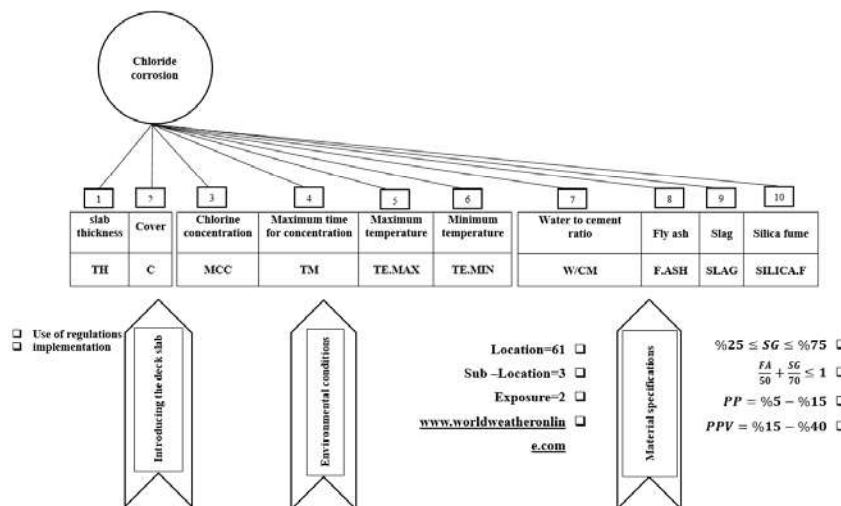 Chloride
corrosion
1
2
3
4
5
6
7
8
9
10
slab
thickness
Cover
Chlorine
concentration
Maximum time
for concentration
Maximum
temperature
Minimum
temperature
Water to cement
ratio
Fly ash
Slag
Silica fume
TH
C
MCC
TM
TE.MAX
TE.MIN
W/CM
F.ASH
SLAG
SILICA.F
Use of regulations
implementation
Introducing the deck slab
Environmental conditions
Location=61
Sub –Location=3
Exposure=2
www.worldweatheronlin
e.com
Material specifications
%25 ≤ SG ≤ %75
FA/50 + SG/70 ≤ 1
PP = %5 − %15
PPV = %15 − %40